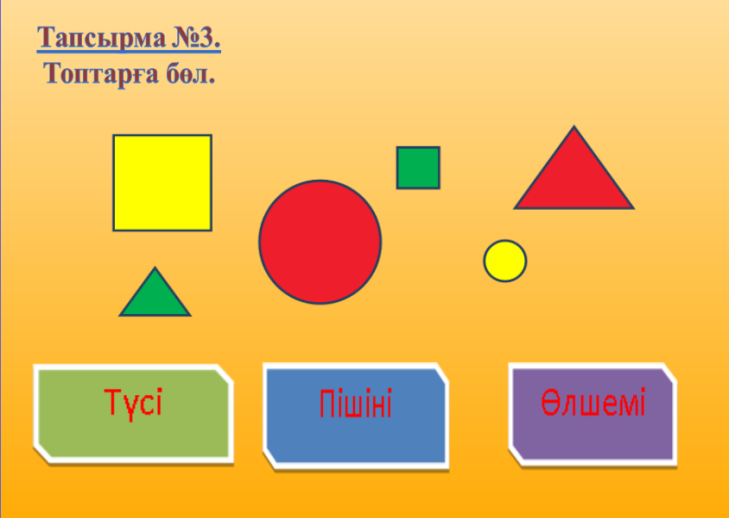 Тапсырма №3.
Топтарға бөл.
Түсі
Пішіні
Өлшемі